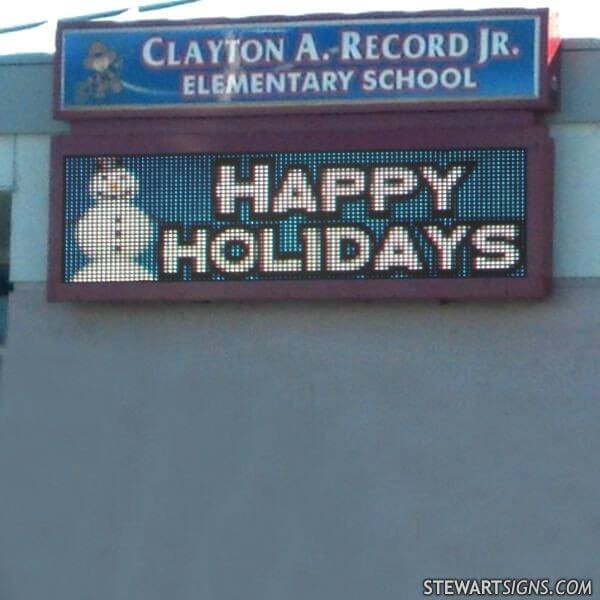 CLAYTON A. RECORD JR.
ELEMENTARY SCHOOL
HAPPY
HOLIDAYS
STEWARTSIGNS.COM